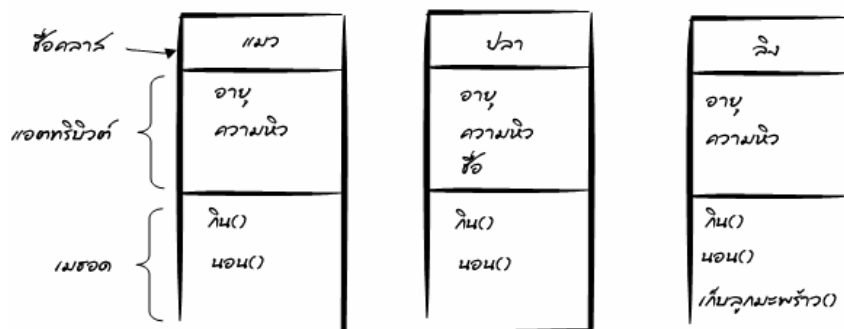 ชื่อคลาส
แมว
ปลา
ลิง
แอตทริบิวต์
อายุ
ความหิว
อายุ
ความหิว
ชื่อ
อายุ
ความหิว
เมธอด
กิน()
นอน()
กิน()
นอน()
กิน()
นอน()
เก็บลูกมะพร้าว()